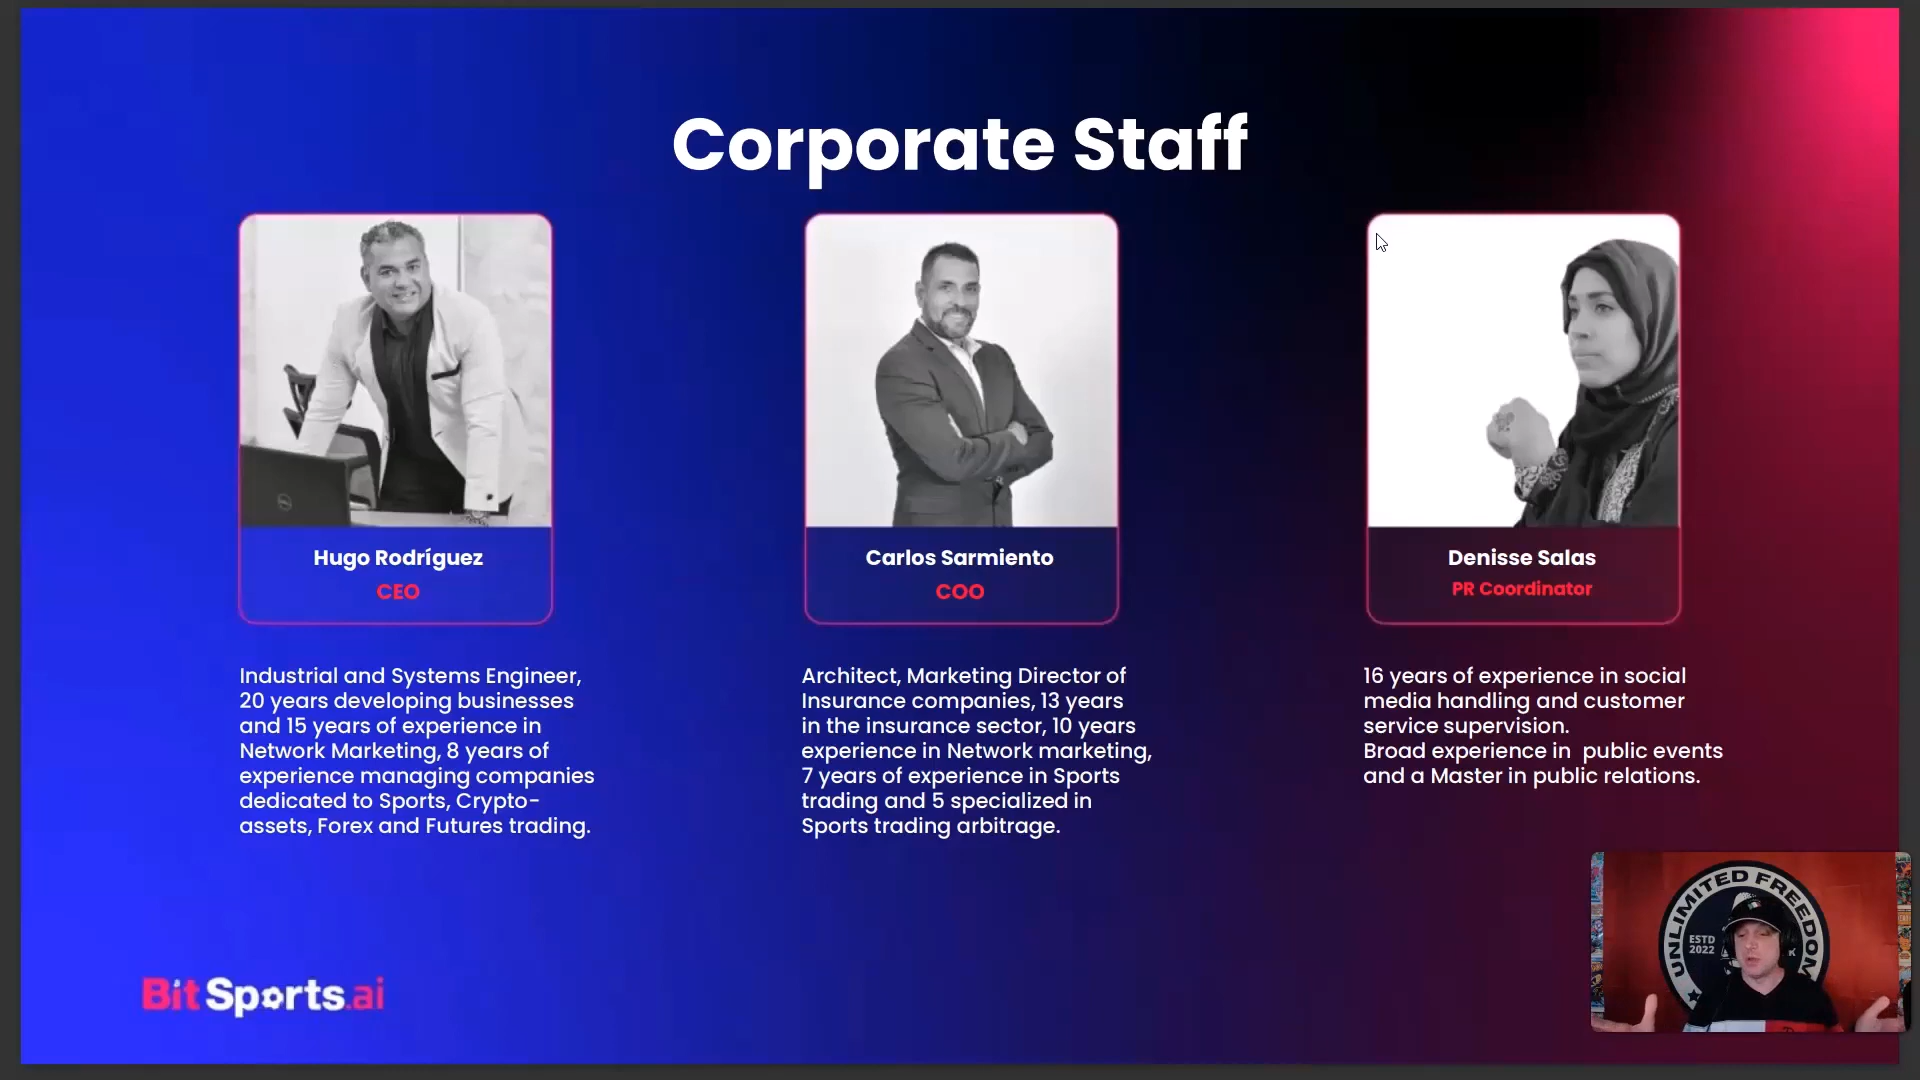 Corporate Staff
Hugo Rodríguez
CEO
Industrial and Systems Engineer,
20 years developing businesses
and 15 years of experience in
Network Marketing, 8 years of
experience managing companies
dedicated to Sports, Crypto-
assets, Forex and Futures trading.
Carlos Sarmiento
COO
Architect, Marketing Director of
Insurance companies, 13 years
in the insurance sector, 10 years
experience in Network marketing,
7 years of experience in Sports
trading and 5 specialized in
Sports trading arbitrage.
Denisse Salas
PR Coordinator
16 years of experience in social
media handling and customer
service supervision.
Broad experience in public events
and a Master in public relations.
BitSports.ai
UNLIMITED FREEDOM
ESTD
2022